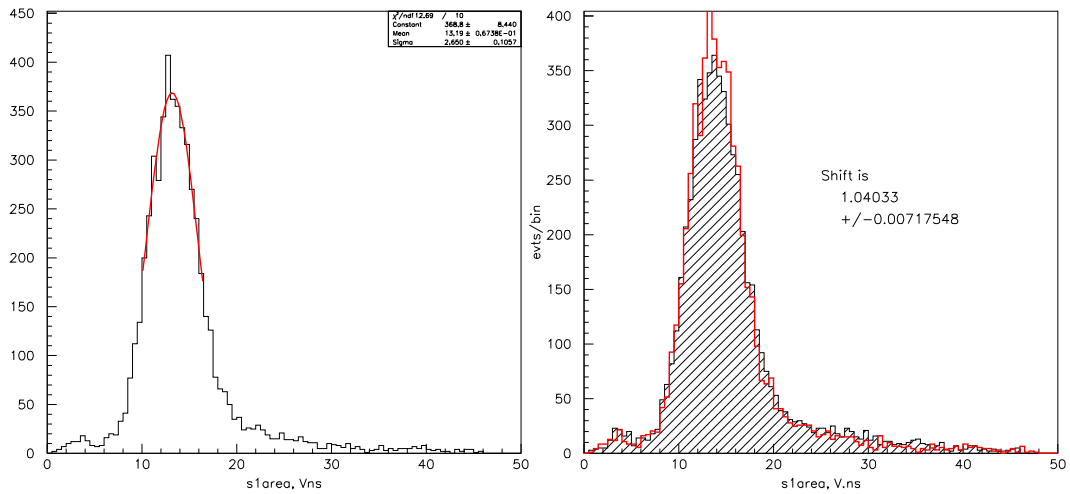 χ²/ndf 12.69 / 10
Constant 368.8 ± 8.440
Mean 13.19 ± 0.6738E-01
Sigma 2.650 ± 0.1057
450
400
350
300
250
200
150
100
50
0
0 10 20 30 40 50
s1area, Vns
400
350
300
250
200
150
100
50
0
evts/bin
Shift is
1.04033
+/-0.00717548
0 10 20 30 40 50
s1area, V.ns